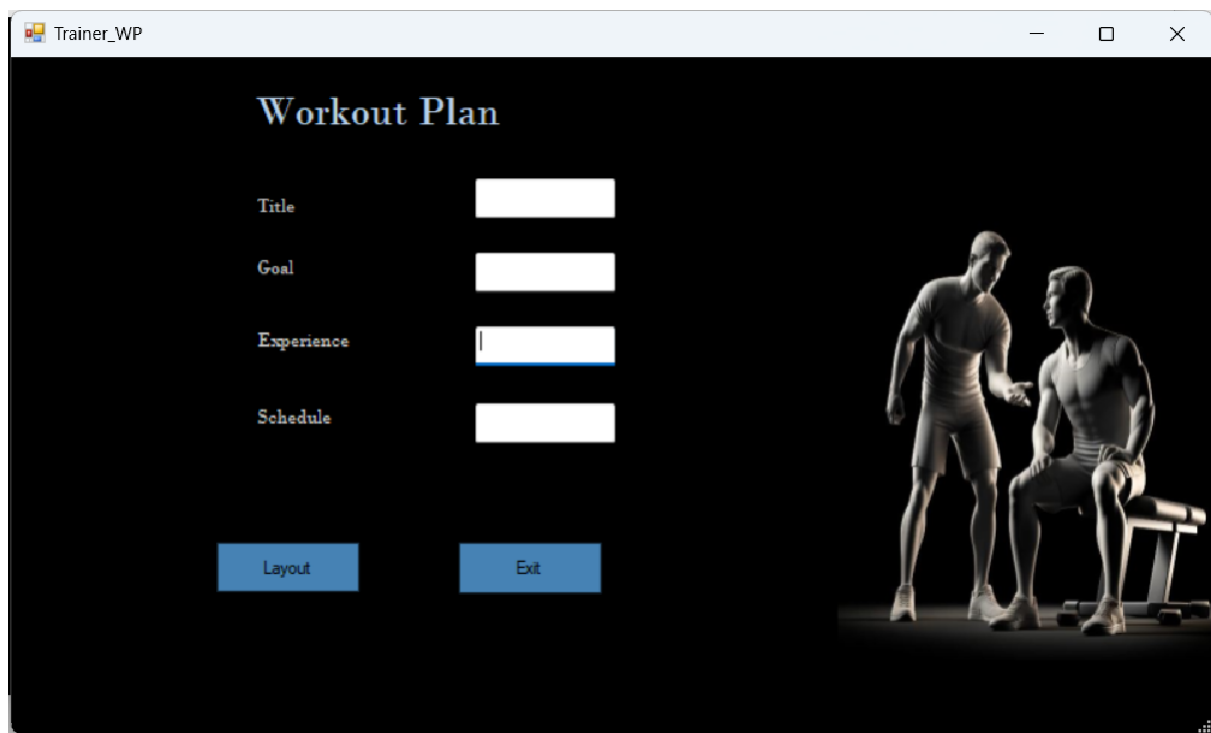 Trainer_WP
Workout Plan
Title
Goal
Experience
Schedule
Layout Exit